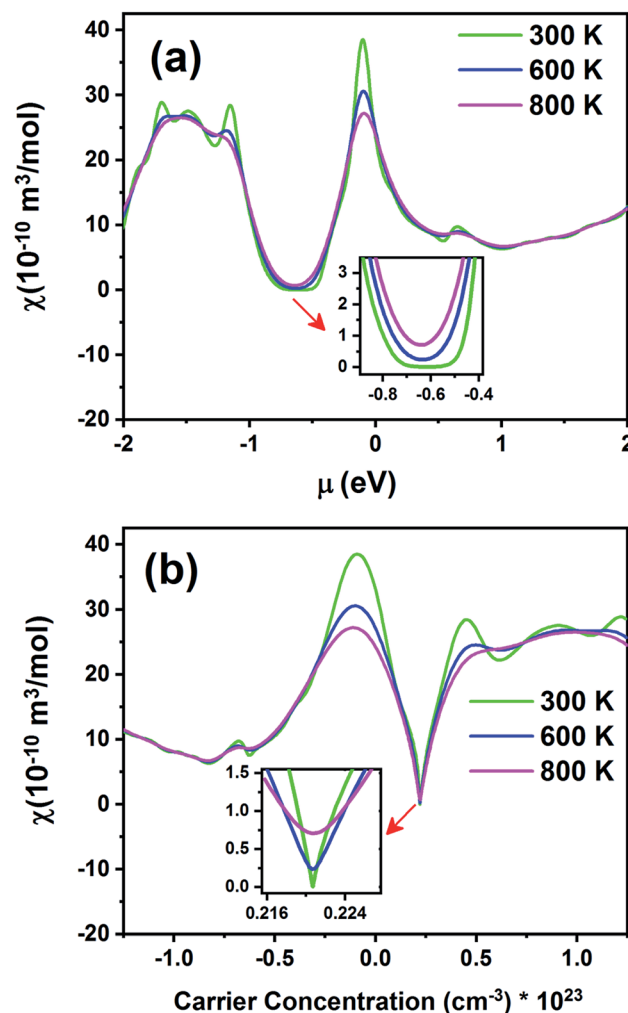 (a)
300 K
600 K
800 K
χ(10⁻¹⁰ m³/mol)
40
30
20
10
0
-10
-20
3
2
1
0
-0.8 -0.6 -0.4
-2 -1 0 1 2
μ (eV)
(b)
300 K
600 K
800 K
χ(10⁻¹⁰ m³/mol)
40
30
20
10
0
-10
-20
1.5
1.0
0.75
0.25
0.0
0.216 0.224
-1.0 -0.5 0.0 0.5 1.0
Carrier Concentration (cm⁻³) * 10²³